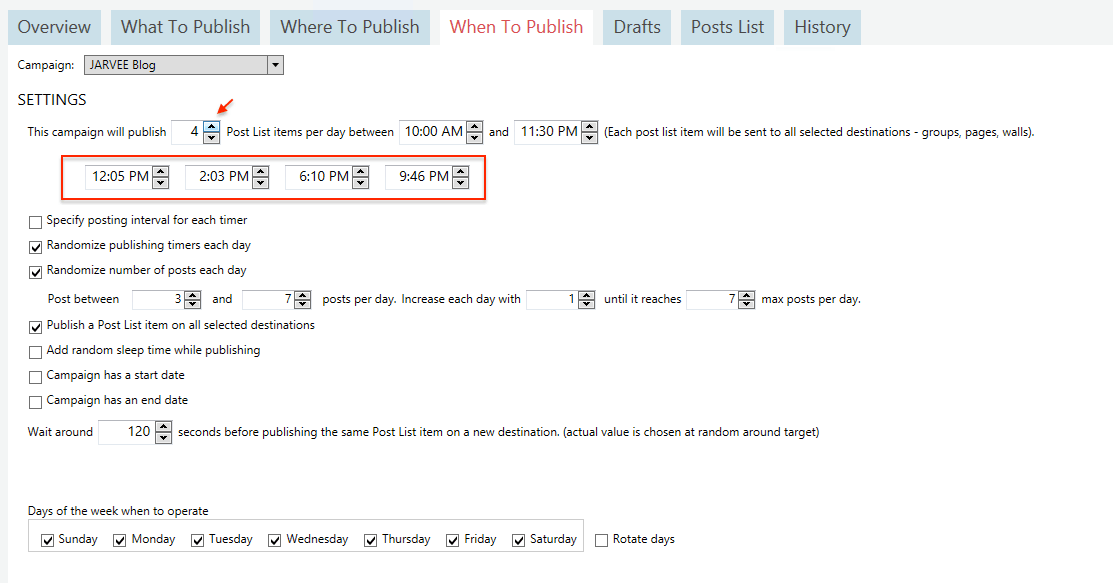 Overview What To Publish Where To Publish When To Publish Drafts Posts List History
Campaign: JARVEE Blog
SETTINGS
This campaign will publish 4 Post List items per day between 10:00 AM and 11:30 PM (Each post list item will be sent to all selected destinations - groups, pages, walls).
12:05 PM 2:03 PM 6:10 PM 9:46 PM
Specify posting interval for each timer
Randomize publishing timers each day
Randomize number of posts each day
Post between 3 and 7 posts per day. Increase each day with 1 until it reaches 7 max posts per day.
Publish a Post List item on all selected destinations
Add random sleep time while publishing
Campaign has a start date
Campaign has an end date
Wait around 120 seconds before publishing the same Post List item on a new destination. (actual value is chosen at random around target)
Days of the week when to operate
Sunday Monday Tuesday Wednesday Thursday Friday Saturday Rotate days